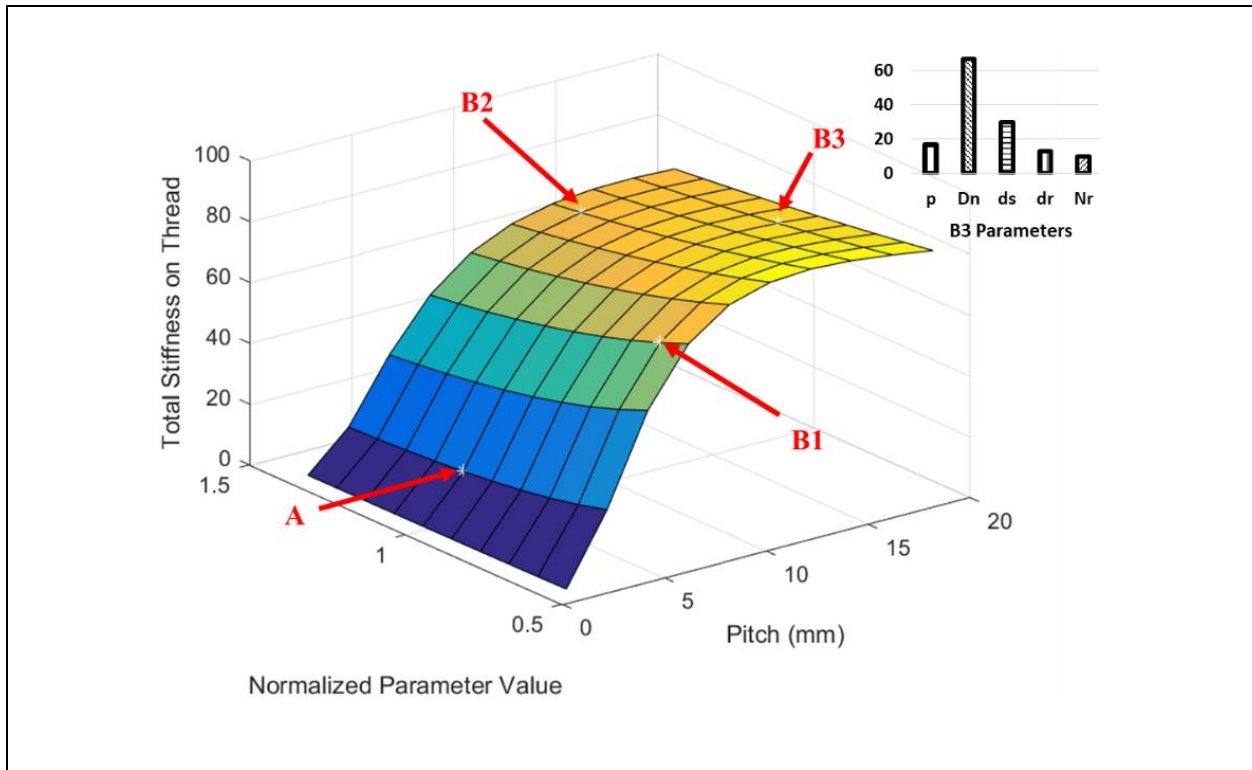 60
40
20
0
p Dn ds dr Nr
B3 Parameters
B2
B3
B1
A
100
80
60
40
20
0
Total Stiffness on Thread
1.5
1
0.5
Normalized Parameter Value
0
5
10
15
20
Pitch (mm)